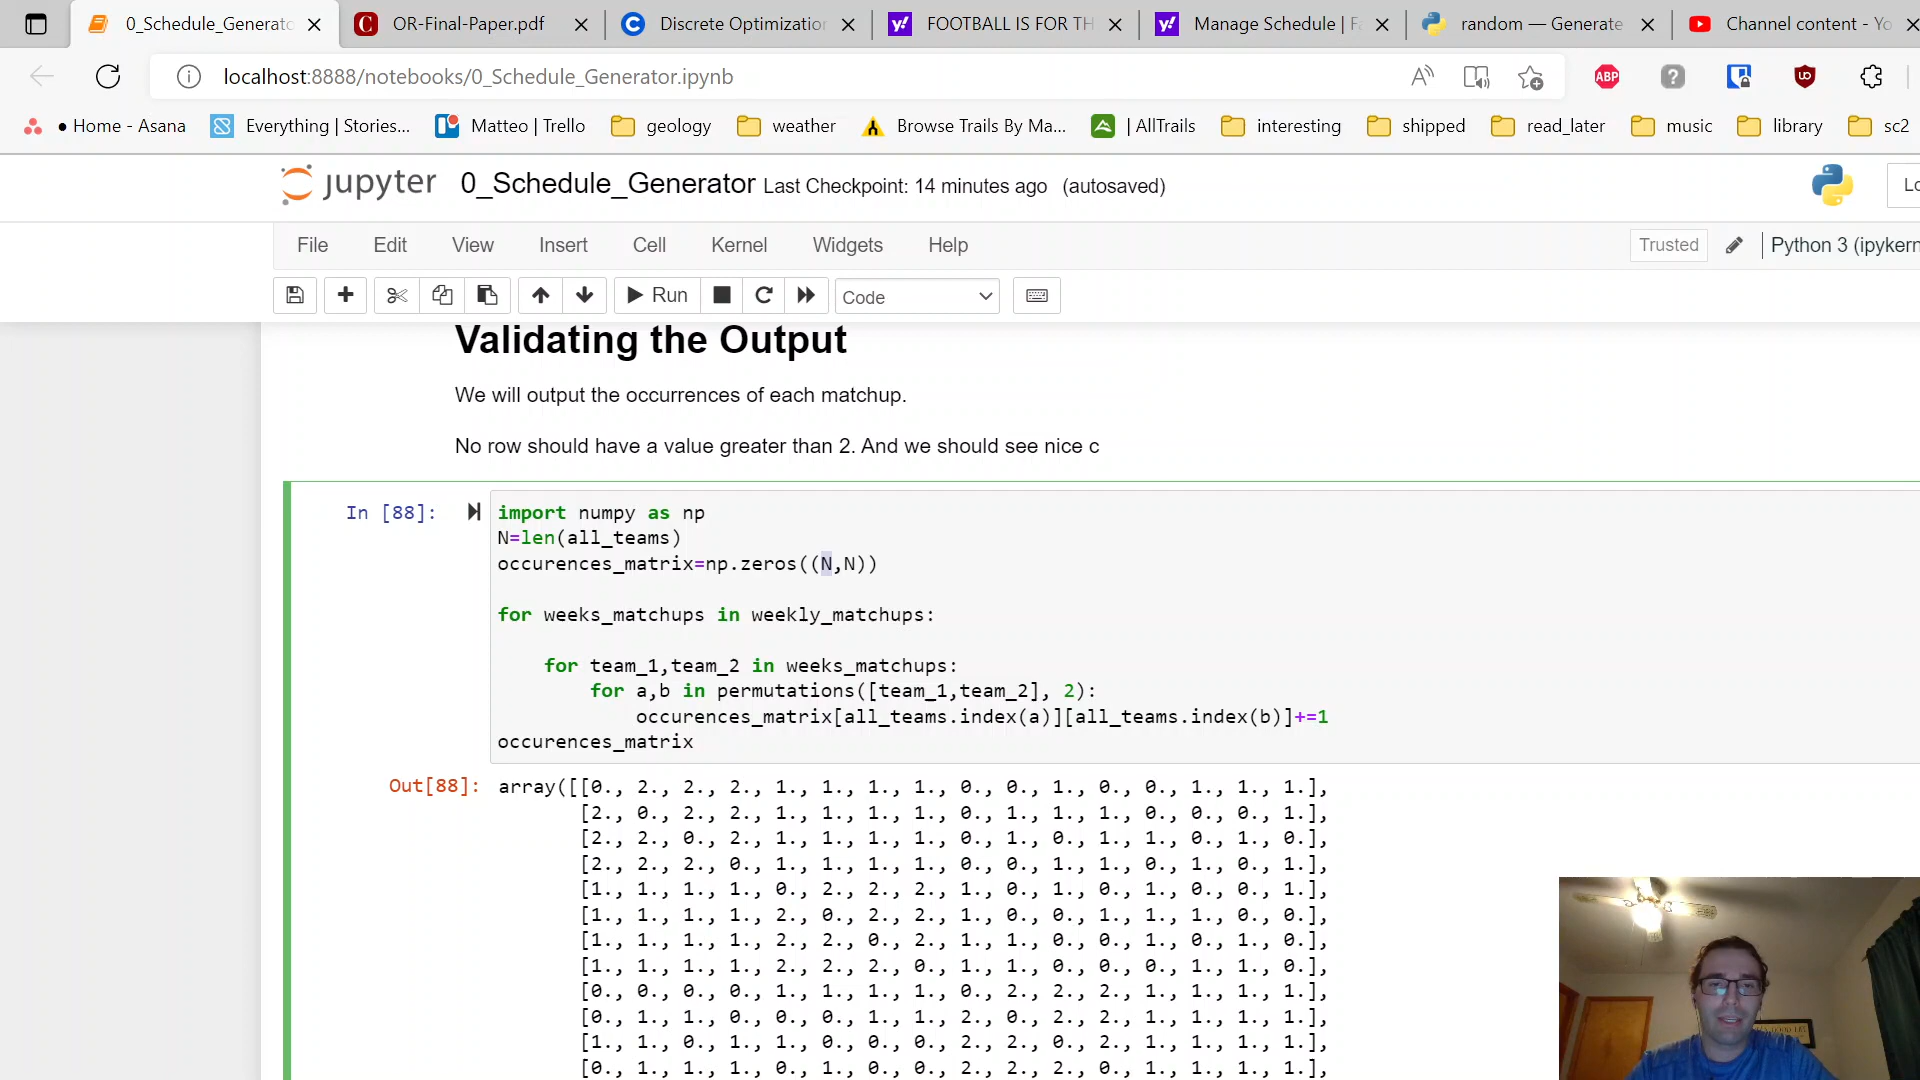 0_Schedule_Generato
OR-Final-Paper.pdf
Discrete Optimization
FOOTBALL IS FOR TH
Manage Schedule | Fa
random — Generate
Channel content - Yo
localhost:8888/notebooks/0_Schedule_Generator.ipynb
ABP
● Home - Asana
Everything | Stories...
Matteo | Trello
geology
weather
Browse Trails By Ma...
| AllTrails
interesting
shipped
read_later
music
library
sc2
jupyter 0_Schedule_Generator Last Checkpoint: 14 minutes ago (autosaved)
Lo
File Edit View Insert Cell Kernel Widgets Help
Trusted
Python 3 (ipykern
Run
Code
Validating the Output
We will output the occurrences of each matchup.
No row should have a value greater than 2. And we should see nice c
In [88]: import numpy as np
N=len(all_teams)
occurences_matrix=np.zeros((N,N))
for weeks_matchups in weekly_matchups:
for team_1,team_2 in weeks_matchups:
for a,b in permutations([team_1,team_2], 2):
occurences_matrix[all_teams.index(a)][all_teams.index(b)]+=1
occurences_matrix
Out[88]: array([[0., 2., 2., 2., 1., 1., 1., 1., 0., 0., 1., 0., 0., 1., 1., 1.],
[2., 0., 2., 2., 1., 1., 1., 1., 0., 1., 1., 1., 0., 0., 0., 1.],
[2., 2., 0., 2., 1., 1., 1., 1., 0., 1., 0., 1., 1., 0., 1., 0.],
[2., 2., 2., 0., 1., 1., 1., 1., 0., 0., 1., 1., 0., 1., 0., 1.],
[1., 1., 1., 1., 0., 2., 2., 2., 1., 0., 1., 0., 1., 0., 0., 1.],
[1., 1., 1., 1., 2., 0., 2., 2., 1., 0., 0., 1., 1., 1., 0., 0.],
[1., 1., 1., 1., 2., 2., 0., 2., 1., 1., 0., 0., 1., 0., 1., 0.],
[1., 1., 1., 1., 2., 2., 2., 0., 1., 1., 0., 0., 0., 1., 1., 0.],
[0., 0., 0., 0., 1., 1., 1., 1., 0., 2., 2., 2., 1., 1., 1., 1.],
[0., 1., 1., 0., 0., 0., 1., 1., 2., 0., 2., 2., 1., 1., 1., 1.],
[1., 1., 0., 1., 1., 0., 0., 0., 2., 2., 0., 2., 1., 1., 1., 1.],
[0., 1., 1., 1., 0., 1., 0., 0., 2., 2., 2., 0., 1., 1., 1., 1.],